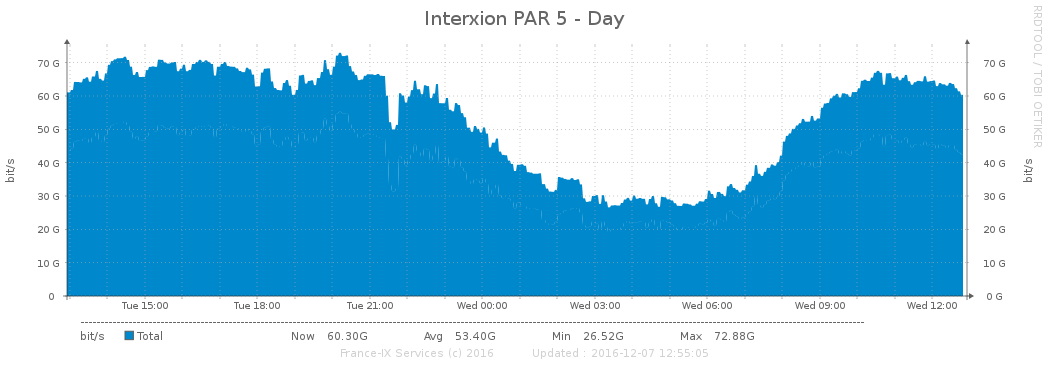 Interxion PAR 5 - Day
RRDTOOL / TOBI OETIKER
bit/s
70 G
60 G
50 G
40 G
30 G
20 G
10 G
0
70 G
60 G
50 G
40 G
30 G
20 G
10 G
0 G
bit/s
Tue 15:00 Tue 18:00 Tue 21:00 Wed 00:00 Wed 03:00 Wed 06:00 Wed 09:00 Wed 12:00
bit/s Total Now 60.30G Avg 53.40G Min 26.52G Max 72.88G
France-IX Services (c) 2016 Updated : 2016-12-07 12:55:05